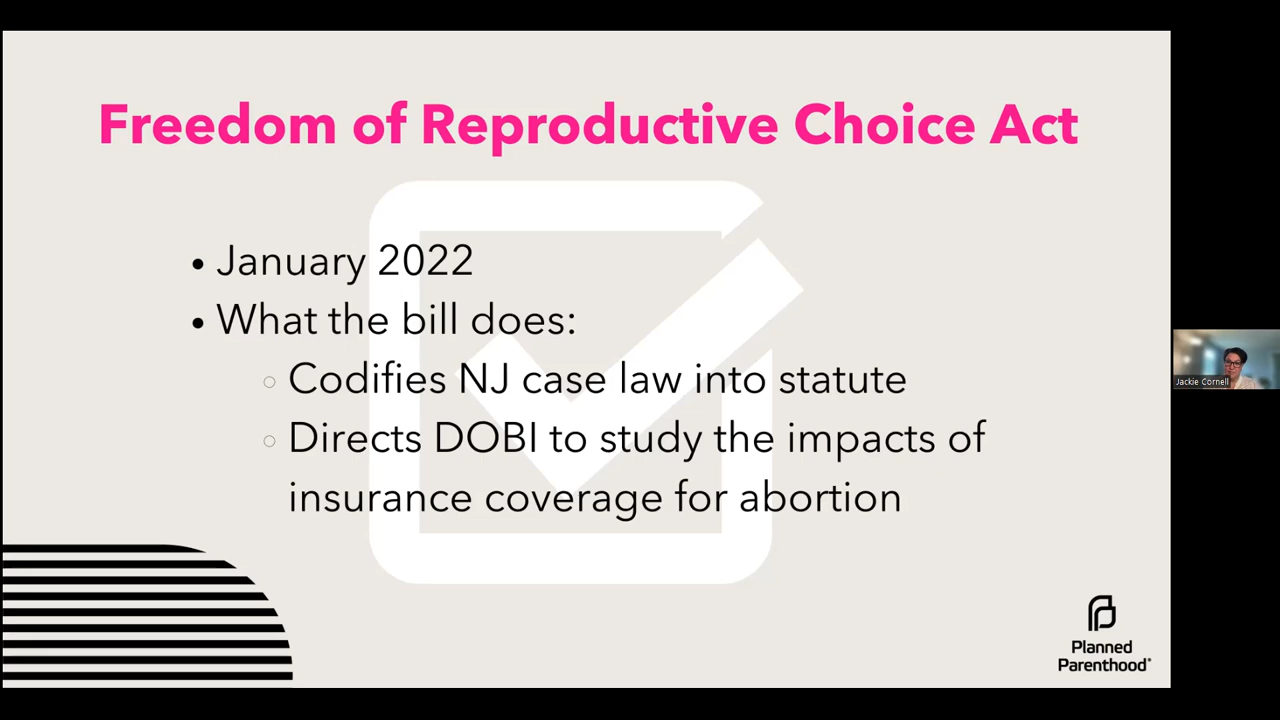 Freedom of Reproductive Choice Act
• January 2022
• What the bill does:
○ Codifies NJ case law into statute
○ Directs DOBI to study the impacts of
insurance coverage for abortion
Jackie Cornell
Planned
Parenthood®